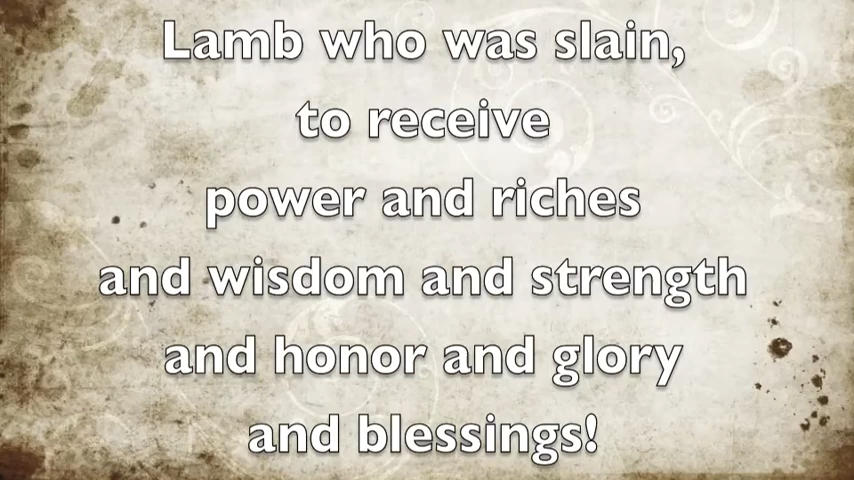 Lamb who was slain,
to receive
power and riches
and wisdom and strength
and honor and glory
and blessings!